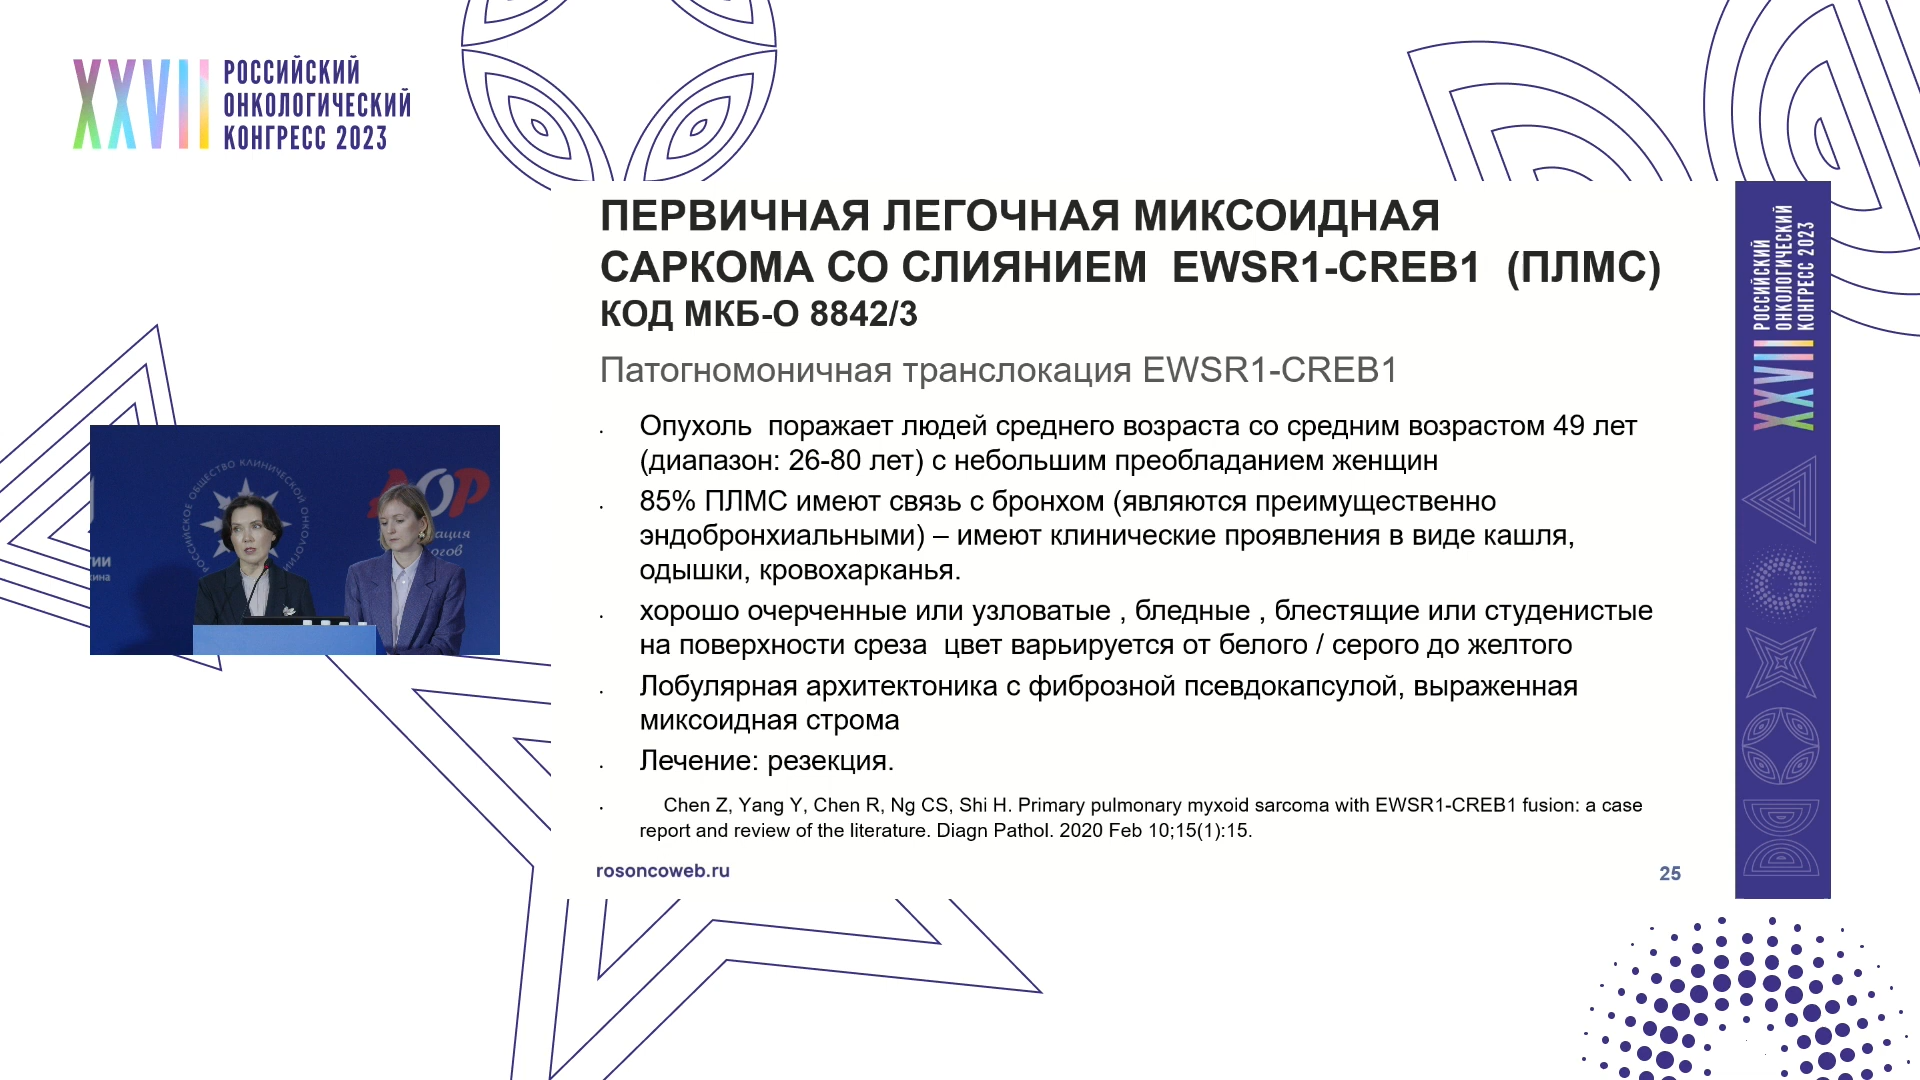 XXVII РОССИЙСКИЙ
ОНКОЛОГИЧЕСКИЙ
КОНГРЕСС 2023
ПЕРВИЧНАЯ ЛЕГОЧНАЯ МИКСОИДНАЯ
САРКОМА СО СЛИЯНИЕМ EWSR1-CREB1 (ПЛМС)
КОД МКБ-О 8842/3
Патогномоничная транслокация EWSR1-CREB1
Опухоль поражает людей среднего возраста со средним возрастом 49 лет
(диапазон: 26-80 лет) с небольшим преобладанием женщин
85% ПЛМС имеют связь с бронхом (являются преимущественно
эндобронхиальными) – имеют клинические проявления в виде кашля,
одышки, кровохарканья.
хорошо очерченные или узловатые , бледные , блестящие или студенистые
на поверхности среза цвет варьируется от белого / серого до желтого
Лобулярная архитектоника с фиброзной псевдокапсулой, выраженная
миксоидная строма
Лечение: резекция.
Chen Z, Yang Y, Chen R, Ng CS, Shi H. Primary pulmonary myxoid sarcoma with EWSR1-CREB1 fusion: a case
report and review of the literature. Diagn Pathol. 2020 Feb 10;15(1):15.
rosoncoweb.ru
25
XXVII РОССИЙСКИЙ
ОНКОЛОГИЧЕСКИЙ
КОНГРЕСС 2023
РОССИЙСКОЕ ОБЩЕСТВО КЛИНИЧЕСКОЙ ОНКОЛОГИИ
АОР